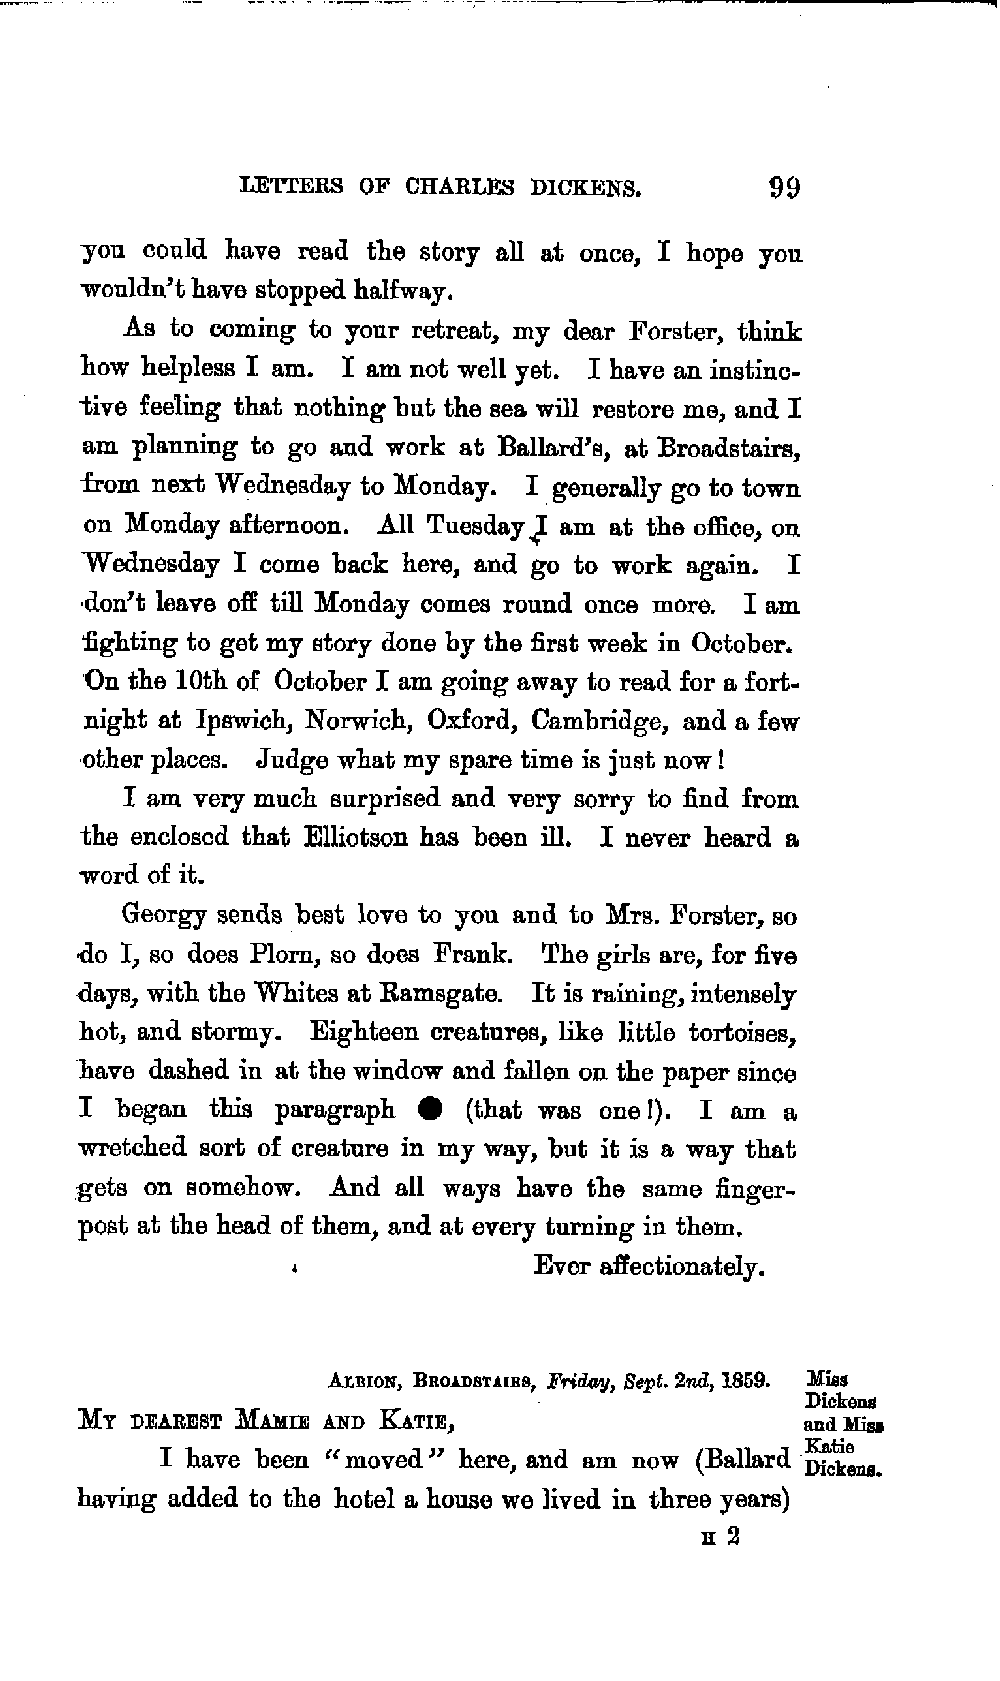 LETTERS OF CHARLES DICKENS. 99
you could have read the story all at once, I hope you
wouldn't have stopped halfway.
As to coming to your retreat, my dear Forster, think
how helpless I am. I am not well yet. I have an instinc-
tive feeling that nothing but the sea will restore me, and I
am planning to go and work at Ballard's, at Broadstairs,
from next Wednesday to Monday. I generally go to town
on Monday afternoon. All Tuesday I am at the office, on
Wednesday I come back here, and go to work again. I
don't leave off till Monday comes round once more. I am
fighting to get my story done by the first week in October.
On the 10th of October I am going away to read for a fort-
night at Ipswich, Norwich, Oxford, Cambridge, and a few
other places. Judge what my spare time is just now!
I am very much surprised and very sorry to find from
the enclosed that Elliotson has been ill. I never heard a
word of it.
Georgy sends best love to you and to Mrs. Forster, so
do I, so does Plorn, so does Frank. The girls are, for five
days, with the Whites at Ramsgate. It is raining, intensely
hot, and stormy. Eighteen creatures, like little tortoises,
have dashed in at the window and fallen on the paper since
I began this paragraph ● (that was one!). I am a
wretched sort of creature in my way, but it is a way that
gets on somehow. And all ways have the same finger-
post at the head of them, and at every turning in them.
Ever affectionately.
ALBION, BROADSTAIRS, Friday, Sept. 2nd, 1859.
Miss
Dickens
and Miss
Katie
Dickens.
MY DEAREST MAMIE AND KATIE,
I have been "moved" here, and am now (Ballard
having added to the hotel a house we lived in three years)
H 2